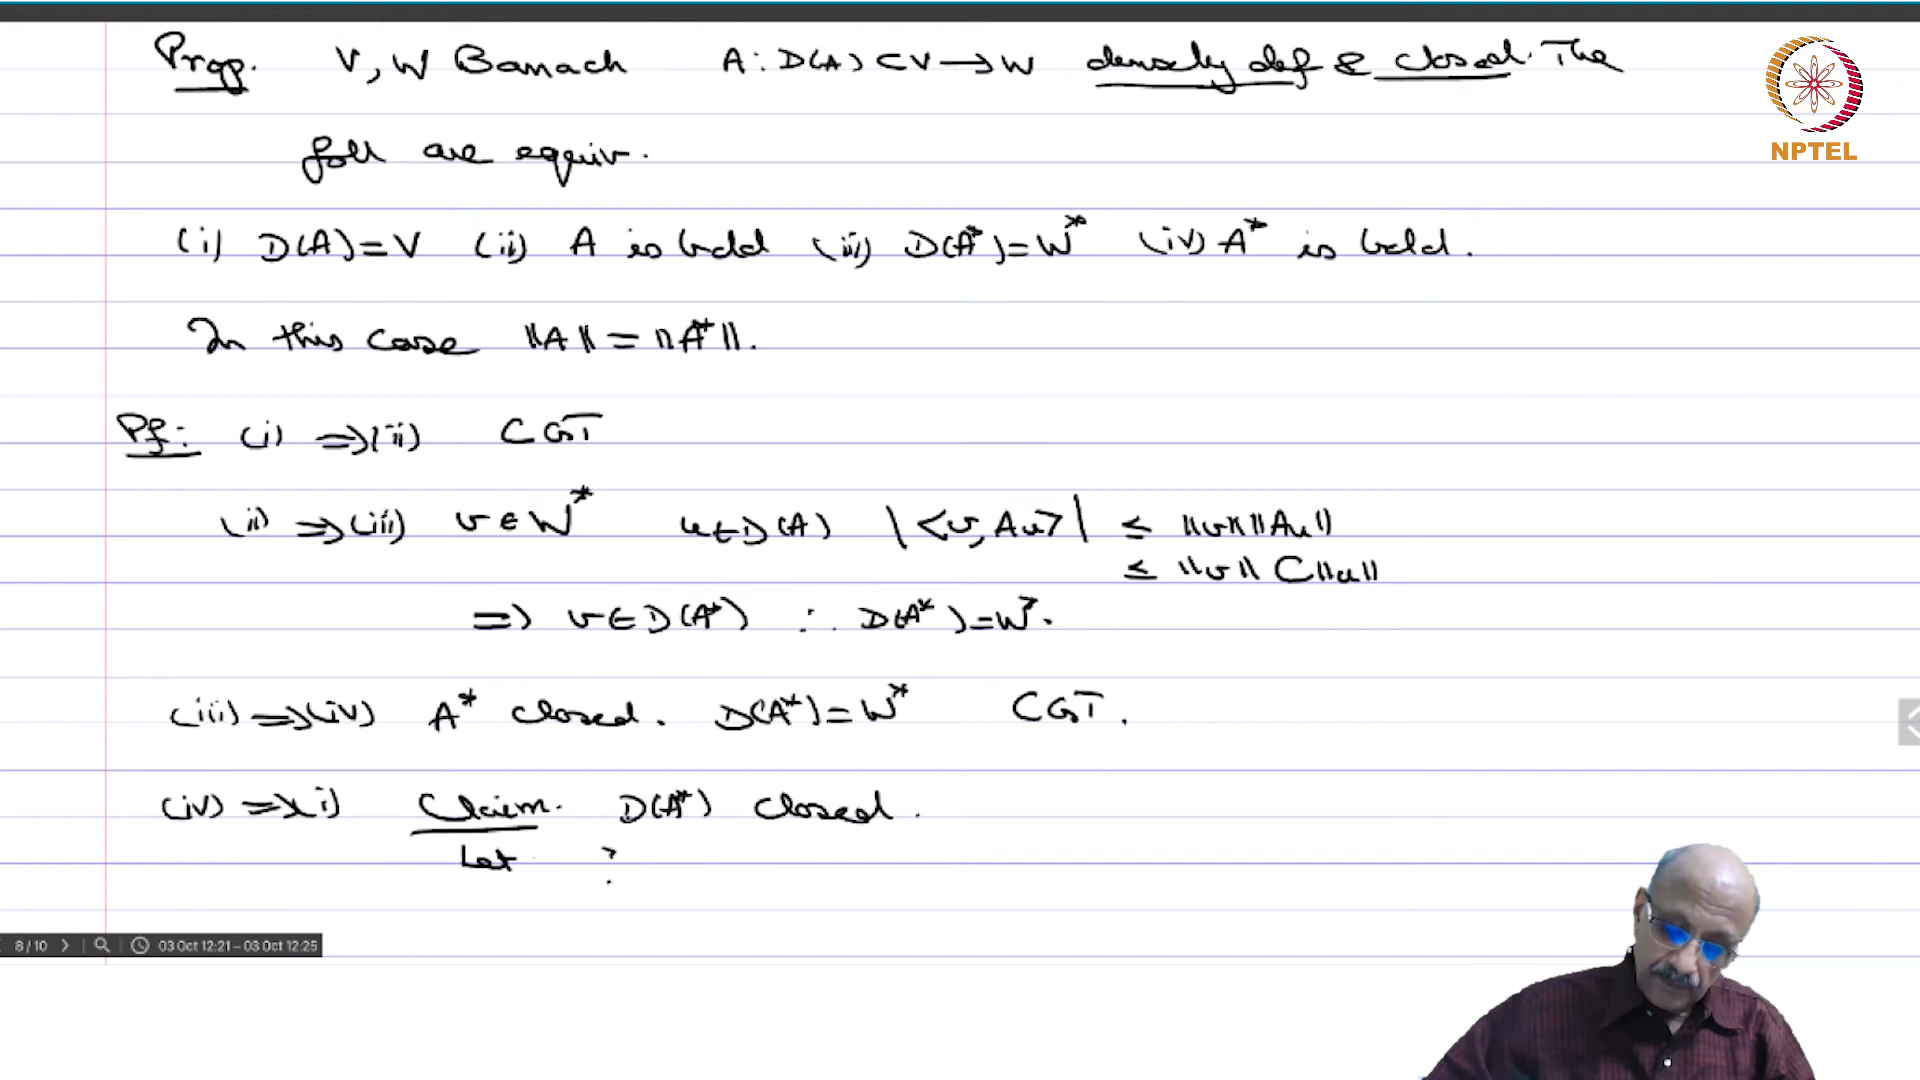 Prop. V, W Banach A : D(A) ⊂ V → W densely def & closed. The
NPTEL
foll are equiv.
(i) D(A) = V (ii) A is bdd (iii) D(A*) = W* (iv) A* is bdd.
In this case ‖A‖ = ‖A*‖.
Pf: (i) ⇒ (ii) CGT
(ii) ⇒ (iii) v ∈ W* u ∈ D(A) |<v, Au>| ≤ ‖v‖ ‖Au‖
≤ ‖v‖ C‖u‖
⇒ v ∈ D(A*) ∴ D(A*) = W*.
(iii) ⇒ (iv) A* closed. D(A*) = W* CGT.
(iv) ⇒ (i) Claim. D(A*) closed.
Let
8/10 03 Oct 12:21 – 03 Oct 12:25